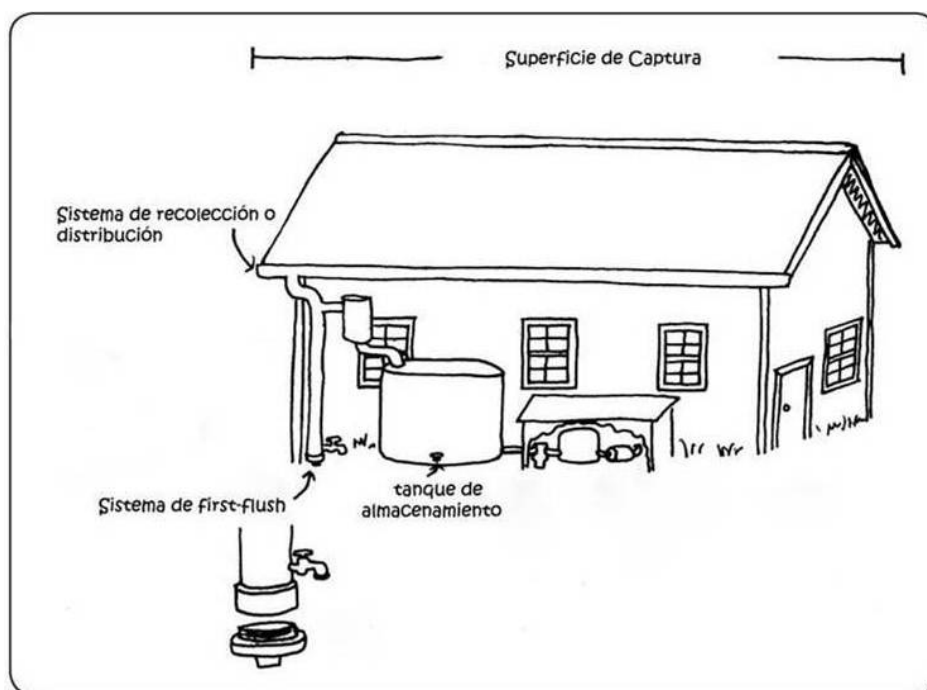 Superficie de Captura
Sistema de recolección o
distribución
Sistema de first-flush
tanque de
almacenamiento